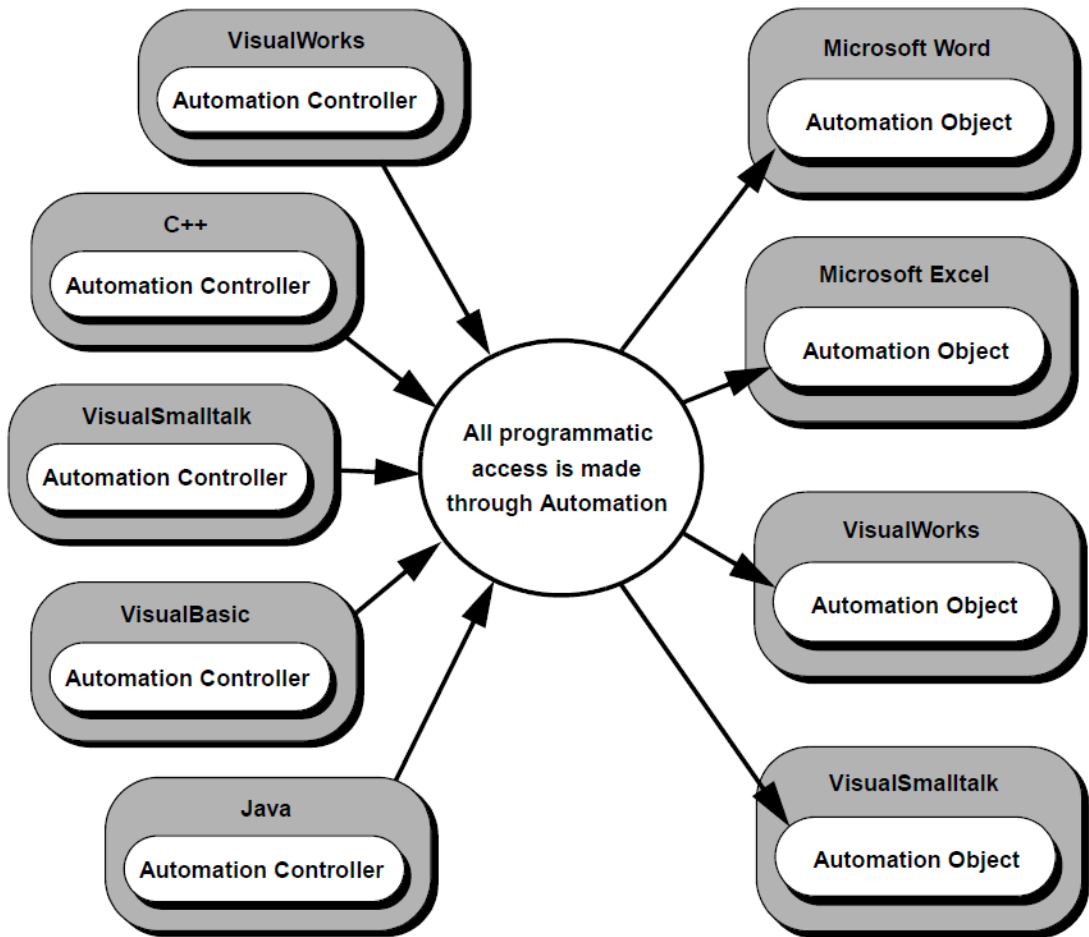 VisualWorks
Automation Controller
C++
Automation Controller
VisualSmalltalk
Automation Controller
VisualBasic
Automation Controller
Java
Automation Controller
All programmatic
access is made
through Automation
Microsoft Word
Automation Object
Microsoft Excel
Automation Object
VisualWorks
Automation Object
VisualSmalltalk
Automation Object